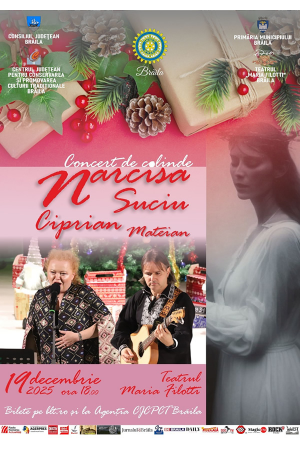 CONSILIUL JUDEȚEAN
BRĂILA
CENTRUL JUDEȚEAN
PENTRU CONSERVAREA
ȘI PROMOVAREA
CULTURII TRADIȚIONALE
BRĂILA
Brăila
PRIMĂRIA MUNICIPIULUI
BRĂILA
TEATRUL
"MARIA FILOTTI"
BRĂILA
Concert de colinde
Narcisa
Suciu
Ciprian Mateian
19 decembrie
2025 ora 18:00
Teatrul
Maria Filotti
Bilete pe blt.ro și la Agenția CJCPCT Brăila